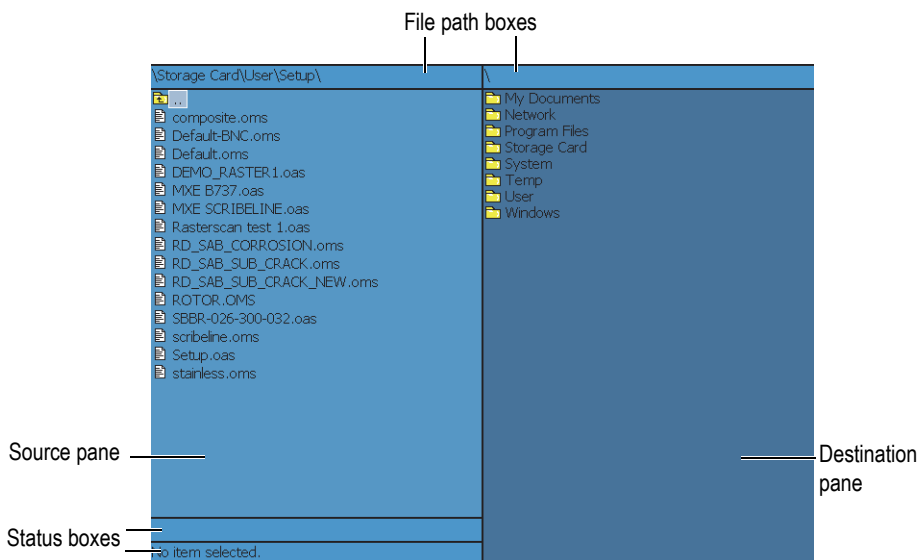 File path boxes
\Storage Card\User\Setup\
\
..
composite.oms
Default-BNC.oms
Default.oms
DEMO_RASTER1.oas
MXE B737.oas
MXE SCRIBELINE.oas
Rasterscan test 1.oas
RD_SAB_CORROSION.oms
RD_SAB_SUB_CRACK.oms
RD_SAB_SUB_CRACK_NEW.oms
ROTOR.OMS
SBBR-026-300-032.oas
scribeline.oms
Setup.oas
stainless.oms
My Documents
Network
Program Files
Storage Card
System
Temp
User
Windows
Source pane
Destination
pane
Status boxes
No item selected.